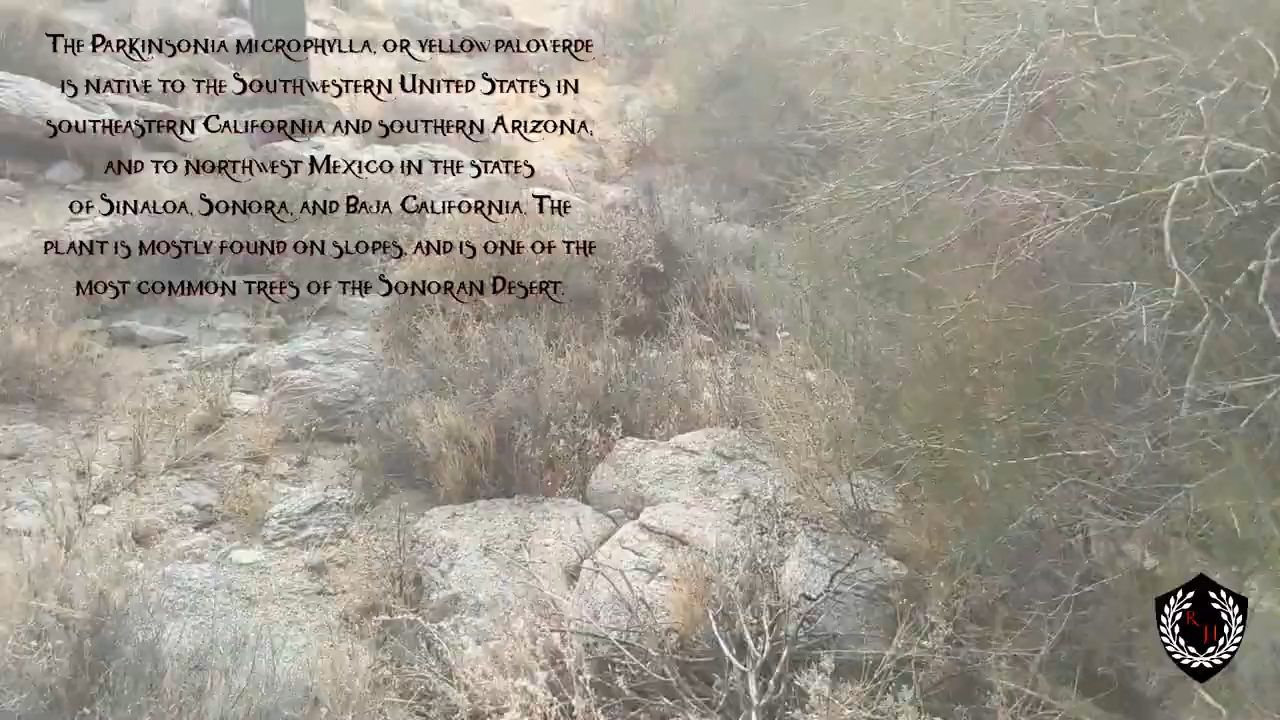 The Parkinsonia microphylla, or yellow paloverde
is native to the Southwestern United States in
southeastern California and southern Arizona,
and to northwest Mexico in the states
of Sinaloa, Sonora, and Baja California. The
plant is mostly found on slopes, and is one of the
most common trees of the Sonoran Desert.
R
JI